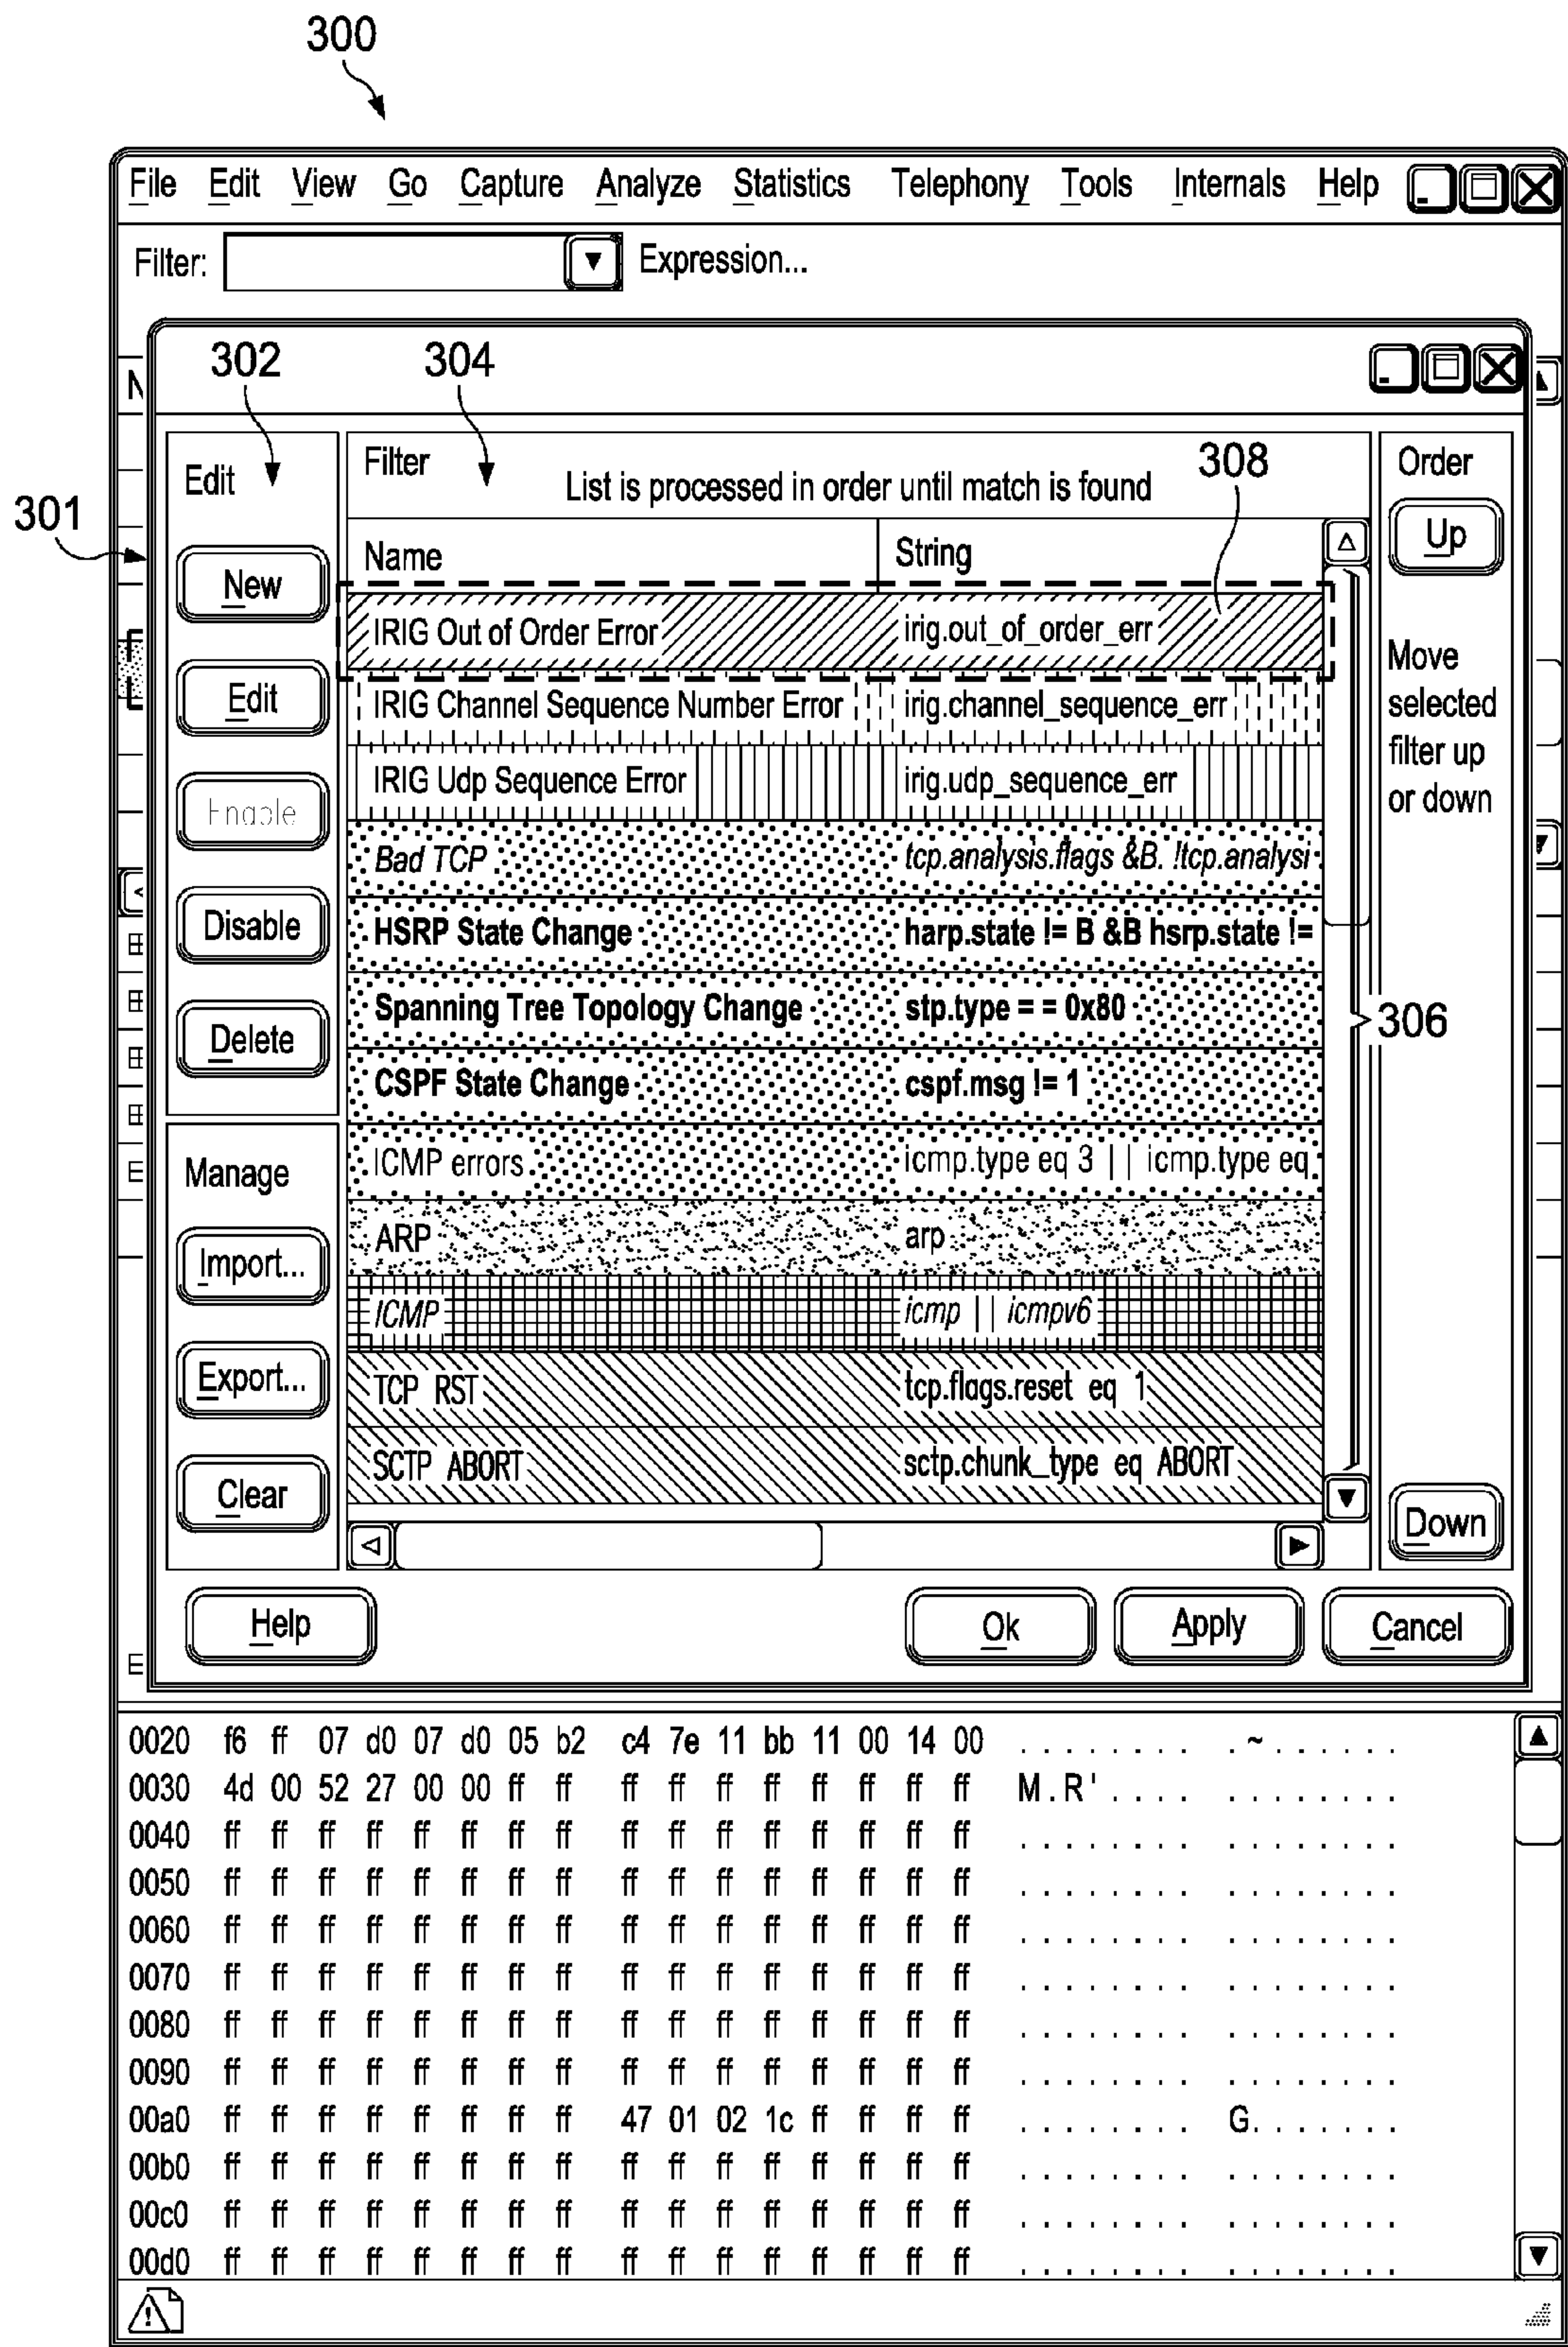 300
File Edit View Go Capture Analyze Statistics Telephony Tools Internals Help
Filter: Expression...
302
304
301
Edit
New
Edit
Enable
Disable
Delete
Manage
Import...
Export...
Clear
Filter
List is processed in order until match is found
308
Name String
IRIG Out of Order Error irig.out_of_order_err
IRIG Channel Sequence Number Error irig.channel_sequence_err
IRIG Udp Sequence Error irig.udp_sequence_err
Bad TCP tcp.analysis.flags &B. !tcp.analysi
HSRP State Change harp.state != B &B hsrp.state !=
Spanning Tree Topology Change stp.type = = 0x80
CSPF State Change cspf.msg != 1
ICMP errors icmp.type eq 3 || icmp.type eq
ARP arp
ICMP icmp || icmpv6
TCP RST tcp.flags.reset eq 1
SCTP ABORT sctp.chunk_type eq ABORT
306
Order
Up
Move
selected
filter up
or down
Down
Help Ok Apply Cancel
0020 f6 ff 07 d0 07 d0 05 b2 c4 7e 11 bb 11 00 14 00 . . . . . . . . . ~ . . . . . .
0030 4d 00 52 27 00 00 ff ff ff ff ff ff ff ff ff ff M . R ' . . . . . . . . . . . .
0040 ff ff ff ff ff ff ff ff ff ff ff ff ff ff ff ff . . . . . . . . . . . . . . . .
0050 ff ff ff ff ff ff ff ff ff ff ff ff ff ff ff ff . . . . . . . . . . . . . . . .
0060 ff ff ff ff ff ff ff ff ff ff ff ff ff ff ff ff . . . . . . . . . . . . . . . .
0070 ff ff ff ff ff ff ff ff ff ff ff ff ff ff ff ff . . . . . . . . . . . . . . . .
0080 ff ff ff ff ff ff ff ff ff ff ff ff ff ff ff ff . . . . . . . . . . . . . . . .
0090 ff ff ff ff ff ff ff ff ff ff ff ff ff ff ff ff . . . . . . . . . . . . . . . .
00a0 ff ff ff ff ff ff ff ff 47 01 02 1c ff ff ff ff . . . . . . . . G . . . . . . .
00b0 ff ff ff ff ff ff ff ff ff ff ff ff ff ff ff ff . . . . . . . . . . . . . . . .
00c0 ff ff ff ff ff ff ff ff ff ff ff ff ff ff ff ff . . . . . . . . . . . . . . . .
00d0 ff ff ff ff ff ff ff ff ff ff ff ff ff ff ff ff . . . . . . . . . . . . . . . .